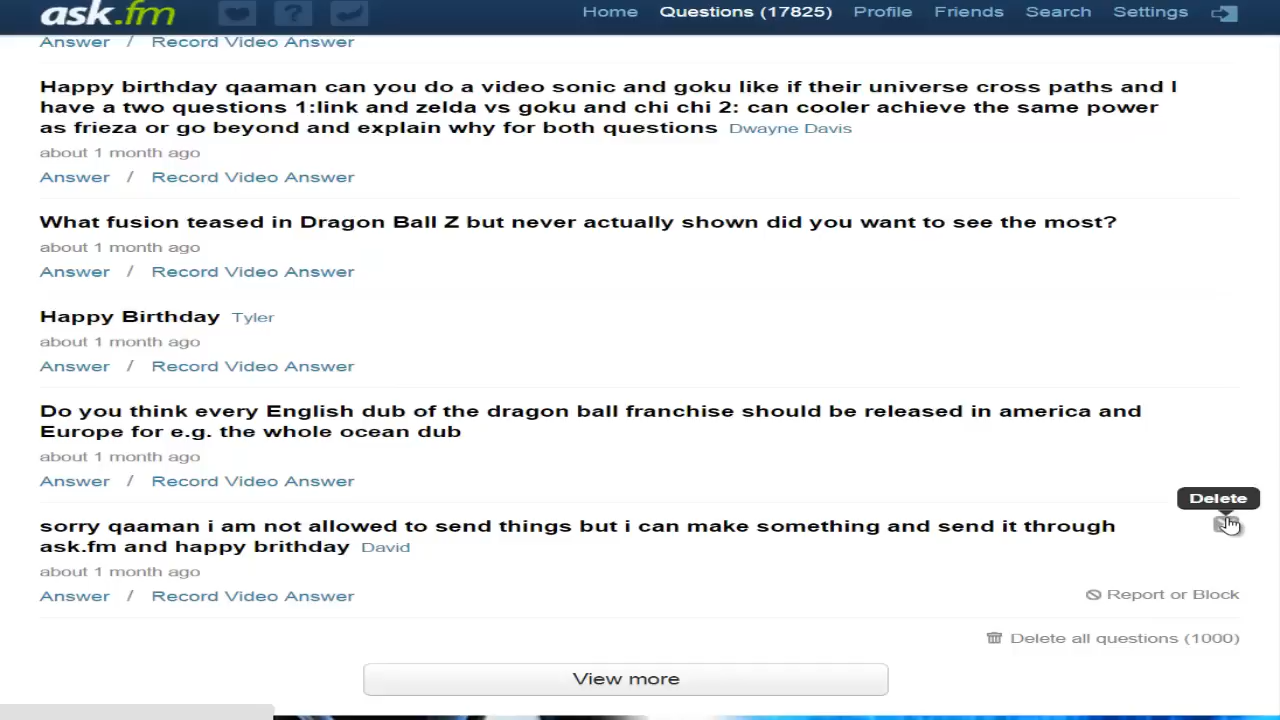 ask.fm Home Questions (17825) Profile Friends Search Settings
Answer / Record Video Answer
Happy birthday qaaman can you do a video sonic and goku like if their universe cross paths and I
have a two questions 1:link and zelda vs goku and chi chi 2: can cooler achieve the same power
as frieza or go beyond and explain why for both questions Dwayne Davis
about 1 month ago
Answer / Record Video Answer
What fusion teased in Dragon Ball Z but never actually shown did you want to see the most?
about 1 month ago
Answer / Record Video Answer
Happy Birthday Tyler
about 1 month ago
Answer / Record Video Answer
Do you think every English dub of the dragon ball franchise should be released in america and
Europe for e.g. the whole ocean dub
about 1 month ago
Answer / Record Video Answer
Delete
sorry qaaman i am not allowed to send things but i can make something and send it through
ask.fm and happy brithday David
about 1 month ago
Answer / Record Video Answer Report or Block
Delete all questions (1000)
View more